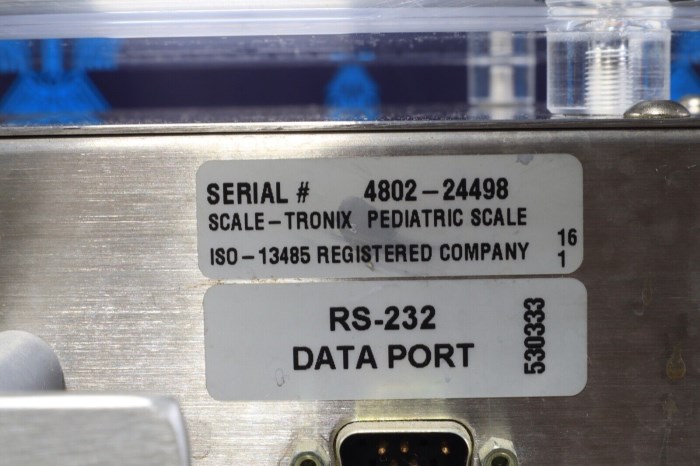 SERIAL # 4802-24498
SCALE-TRONIX PEDIATRIC SCALE
ISO-13485 REGISTERED COMPANY
16
1
RS-232
DATA PORT
530333